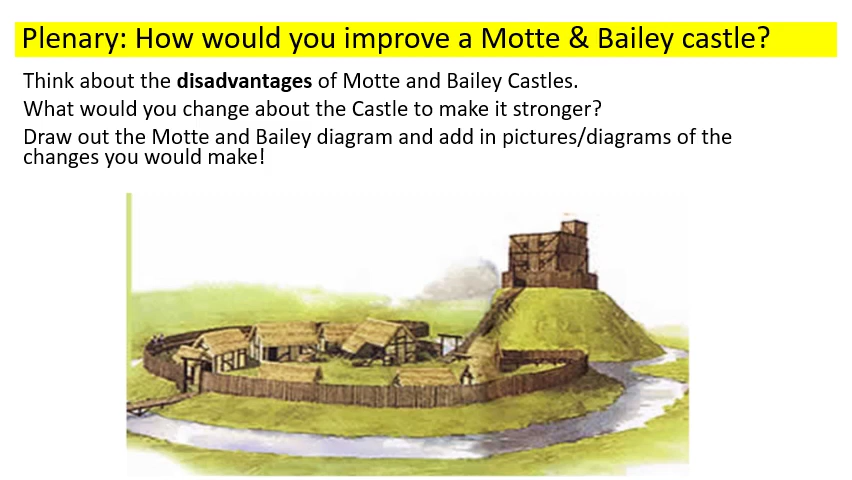 Plenary: How would you improve a Motte & Bailey castle?
Think about the disadvantages of Motte and Bailey Castles.
What would you change about the Castle to make it stronger?
Draw out the Motte and Bailey diagram and add in pictures/diagrams of the
changes you would make!